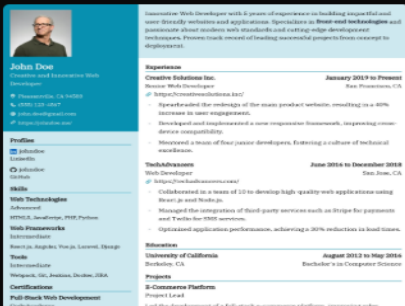 John Doe
Creative and Innovative Web
Developer
Pleasantville, CA 94588
(555) 123-4567
john.doe@gmail.com
https://johndoe.me/
Profiles
johndoe
LinkedIn
johndoe
GitHub
Skills
Web Technologies
Advanced
HTML5, JavaScript, PHP, Python
Web Frameworks
Intermediate
React.js, Angular, Vue.js, Laravel, Django
Tools
Intermediate
Webpack, Git, Jenkins, Docker, JIRA
Certifications
Full-Stack Web Development
Innovative Web Developer with 5 years of experience in building impactful and
user-friendly websites and applications. Specializes in front-end technologies and
passionate about modern web standards and cutting-edge development
techniques. Proven track record of leading successful projects from concept to
deployment.
Experience
Creative Solutions Inc. January 2019 to Present
Senior Web Developer San Francisco, CA
https://creativesolutions.inc/
· Spearheaded the redesign of the main product website, resulting in a 40%
increase in user engagement.
· Developed and implemented a new responsive framework, improving cross-
device compatibility.
· Mentored a team of four junior developers, fostering a culture of technical
excellence.
TechAdvancers June 2016 to December 2018
Web Developer San Jose, CA
https://techadvancers.com/
· Collaborated in a team of 10 to develop high-quality web applications using
React.js and Node.js.
· Managed the integration of third-party services such as Stripe for payments
and Twilio for SMS services.
· Optimized application performance, achieving a 30% reduction in load times.
Education
University of California August 2012 to May 2016
Berkeley, CA Bachelor's in Computer Science
Projects
E-Commerce Platform
Project Lead